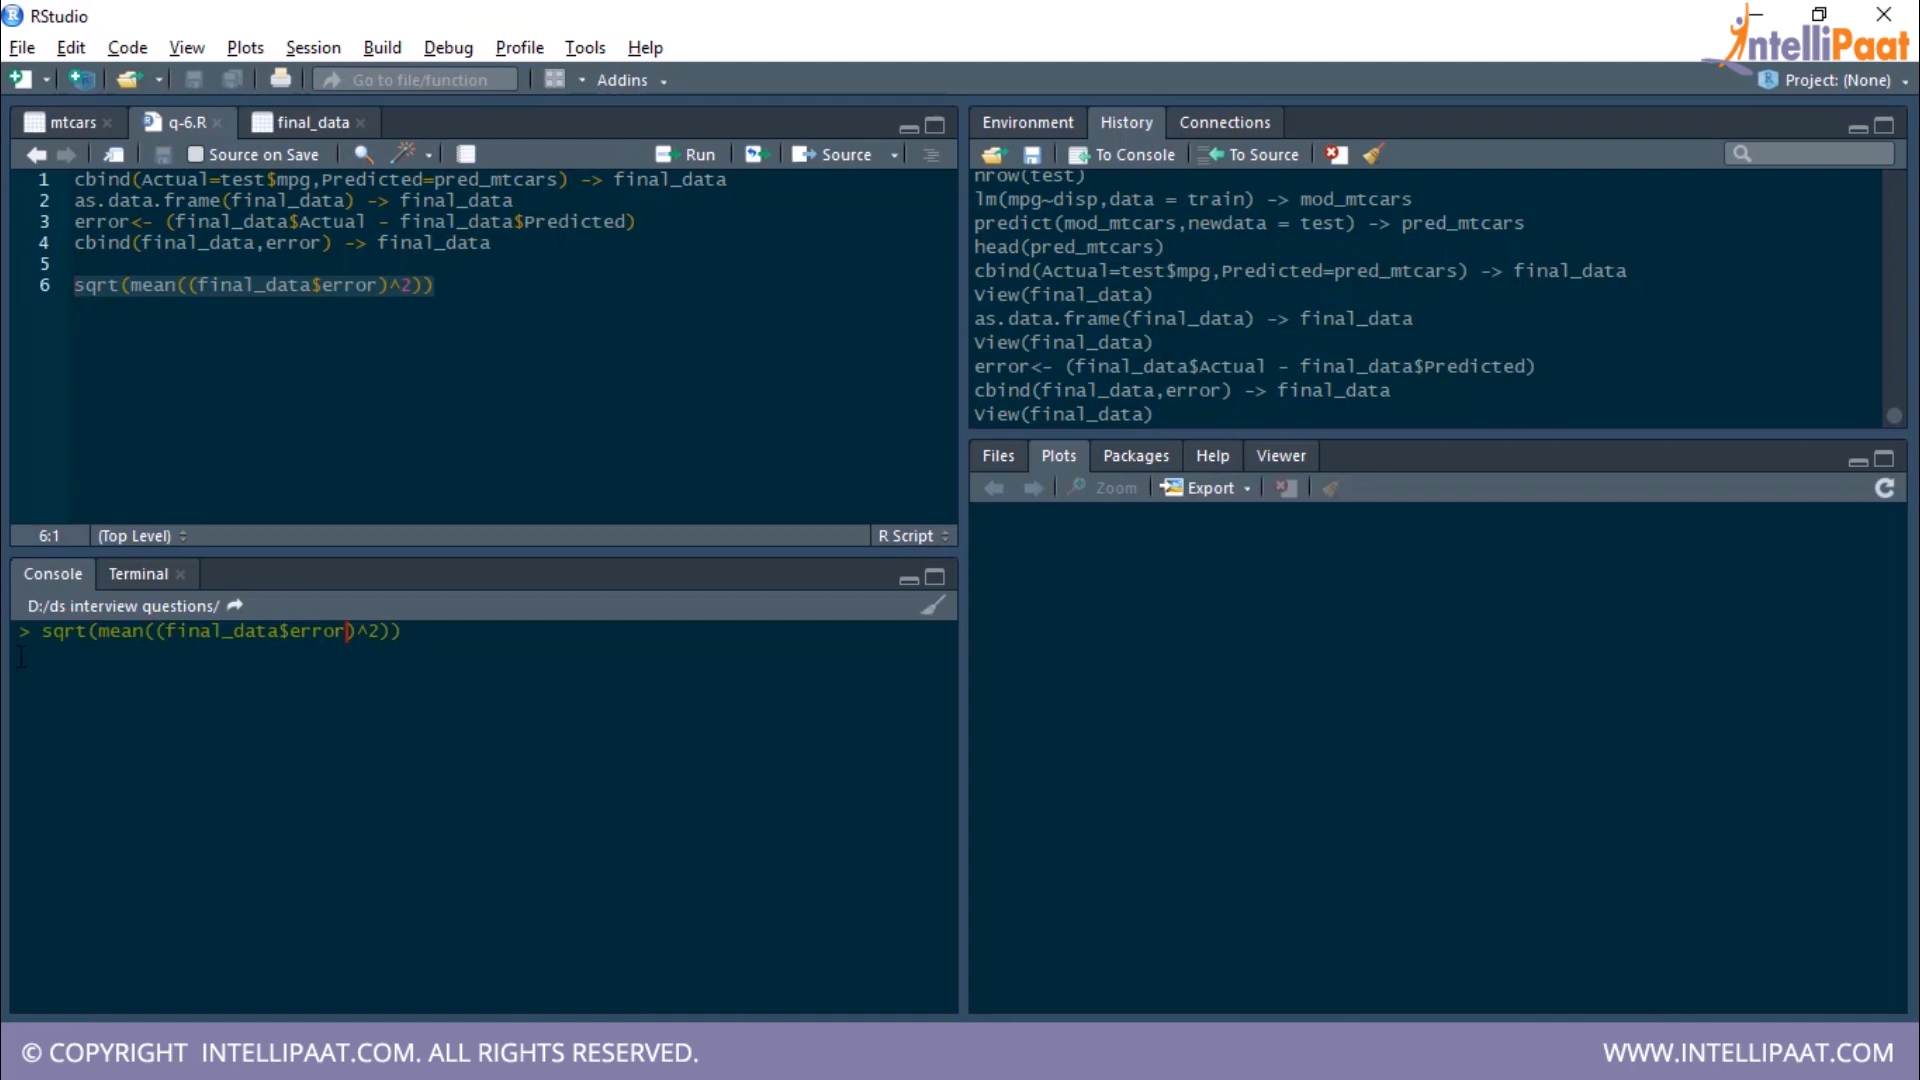 RStudio
IntelliPaat
File Edit Code View Plots Session Build Debug Profile Tools Help
Go to file/function Addins
Project: (None)
mtcars q-6.R final_data
Source on Save Run Source
1 cbind(Actual=test$mpg,Predicted=pred_mtcars) -> final_data
2 as.data.frame(final_data) -> final_data
3 error<- (final_data$Actual - final_data$Predicted)
4 cbind(final_data,error) -> final_data
5
6 sqrt(mean((final_data$error)^2))
6:1 (Top Level) R Script
Console Terminal
D:/ds interview questions/
> sqrt(mean((final_data$error)^2))
Environment History Connections
To Console To Source
nrow(test)
lm(mpg~disp,data = train) -> mod_mtcars
predict(mod_mtcars,newdata = test) -> pred_mtcars
head(pred_mtcars)
cbind(Actual=test$mpg,Predicted=pred_mtcars) -> final_data
View(final_data)
as.data.frame(final_data) -> final_data
View(final_data)
error<- (final_data$Actual - final_data$Predicted)
cbind(final_data,error) -> final_data
View(final_data)
Files Plots Packages Help Viewer
Zoom Export
© COPYRIGHT INTELLIPAAT.COM. ALL RIGHTS RESERVED.
WWW.INTELLIPAAT.COM